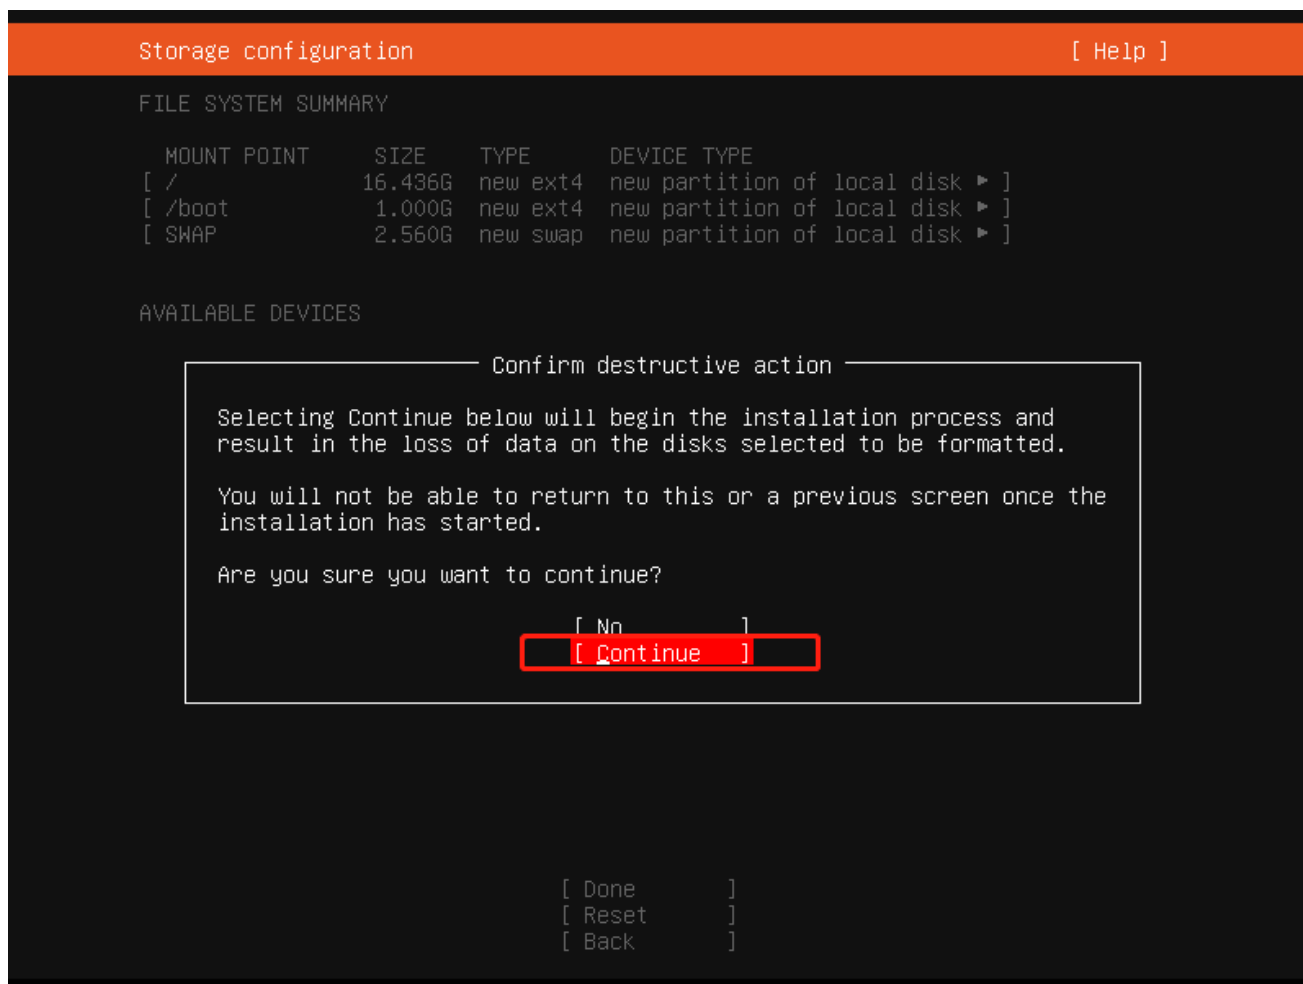 Storage configuration [ Help ]
FILE SYSTEM SUMMARY
MOUNT POINT SIZE TYPE DEVICE TYPE
[ / 16.436G new ext4 new partition of local disk ▸ ]
[ /boot 1.000G new ext4 new partition of local disk ▸ ]
[ SWAP 2.560G new swap new partition of local disk ▸ ]
AVAILABLE DEVICES
Confirm destructive action
Selecting Continue below will begin the installation process and
result in the loss of data on the disks selected to be formatted.
You will not be able to return to this or a previous screen once the
installation has started.
Are you sure you want to continue?
[ No ]
[ Continue ]
[ Done ]
[ Reset ]
[ Back ]